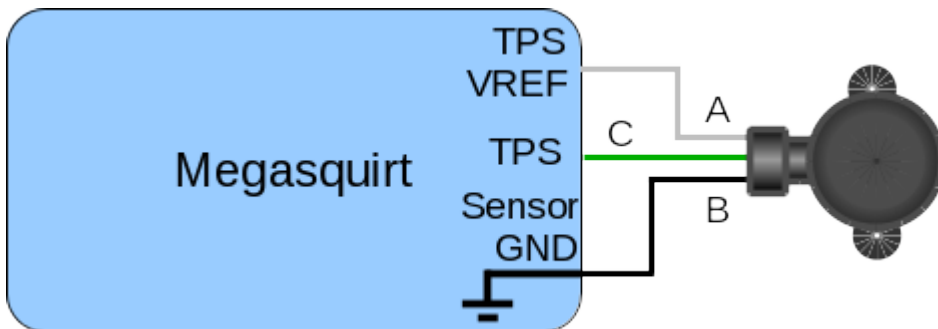 TPS
VREF
A
C
TPS
Megasquirt
Sensor
B
GND